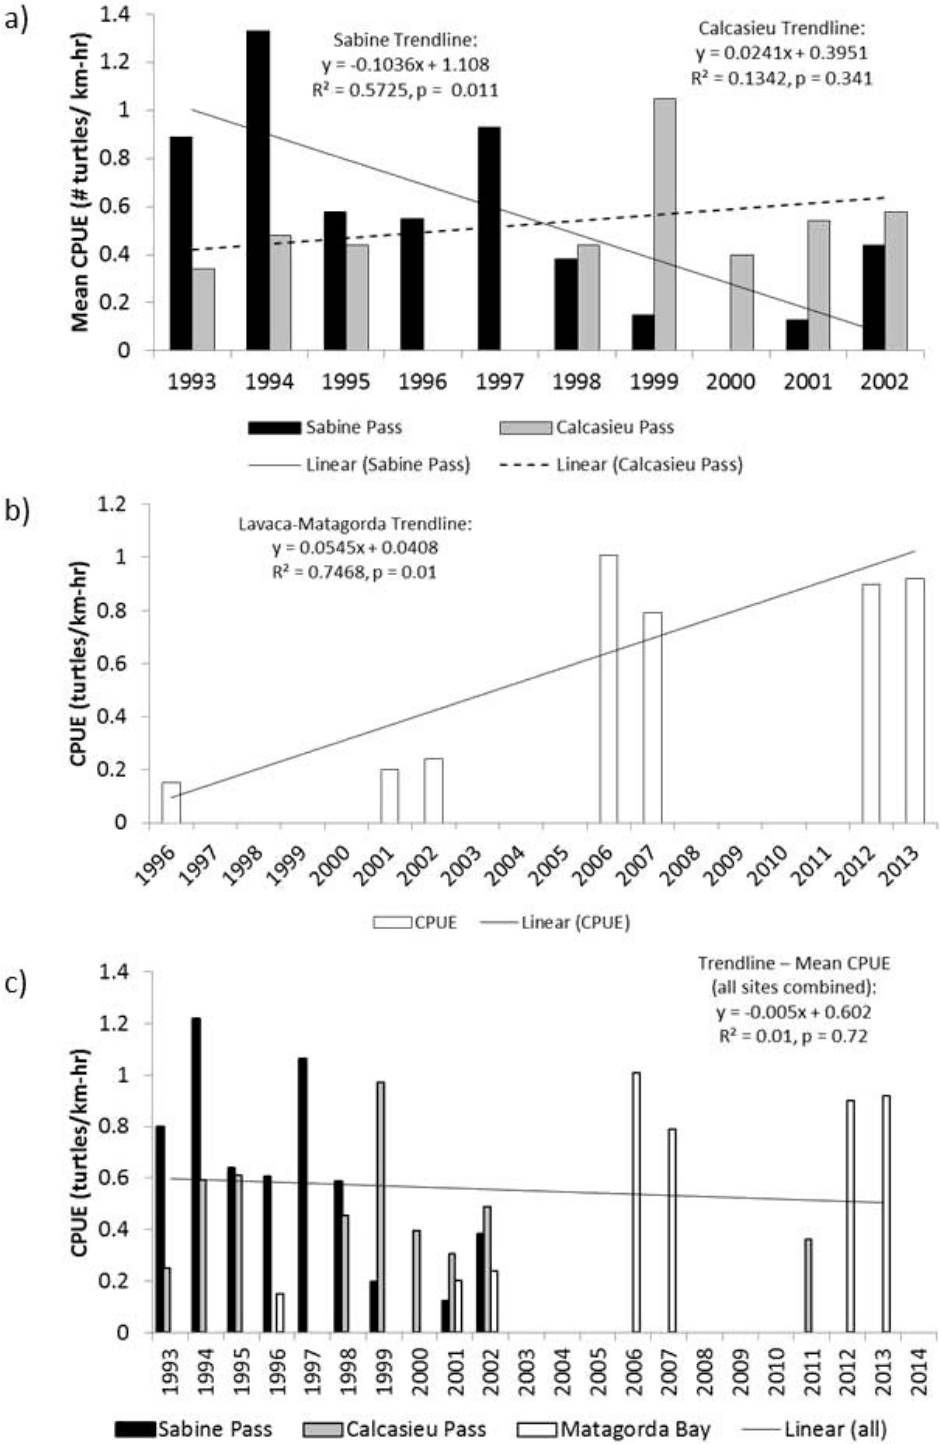 a)
Mean CPUE (# turtles/ km-hr)
1.4
1.2
1
0.8
0.6
0.4
0.2
0
Sabine Trendline:
y = -0.1036x + 1.108
R² = 0.5725, p = 0.011
Calcasieu Trendline:
y = 0.0241x + 0.3951
R² = 0.1342, p = 0.341
1993 1994 1995 1996 1997 1998 1999 2000 2001 2002
Sabine Pass Calcasieu Pass
Linear (Sabine Pass) Linear (Calcasieu Pass)
b)
CPUE (turtles/km-hr)
1.2
1
0.8
0.6
0.4
0.2
0
Lavaca-Matagorda Trendline:
y = 0.0545x + 0.0408
R² = 0.7468, p = 0.01
1996 1997 1998 1999 2000 2001 2002 2003 2004 2005 2006 2007 2008 2009 2010 2011 2012 2013
CPUE Linear (CPUE)
c)
CPUE (turtles/km-hr)
1.4
1.2
1
0.8
0.6
0.4
0.2
0
Trendline – Mean CPUE
(all sites combined):
y = -0.005x + 0.602
R² = 0.01, p = 0.72
1993 1994 1995 1996 1997 1998 1999 2000 2001 2002 2003 2004 2005 2006 2007 2008 2009 2010 2011 2012 2013 2014
Sabine Pass Calcasieu Pass Matagorda Bay Linear (all)